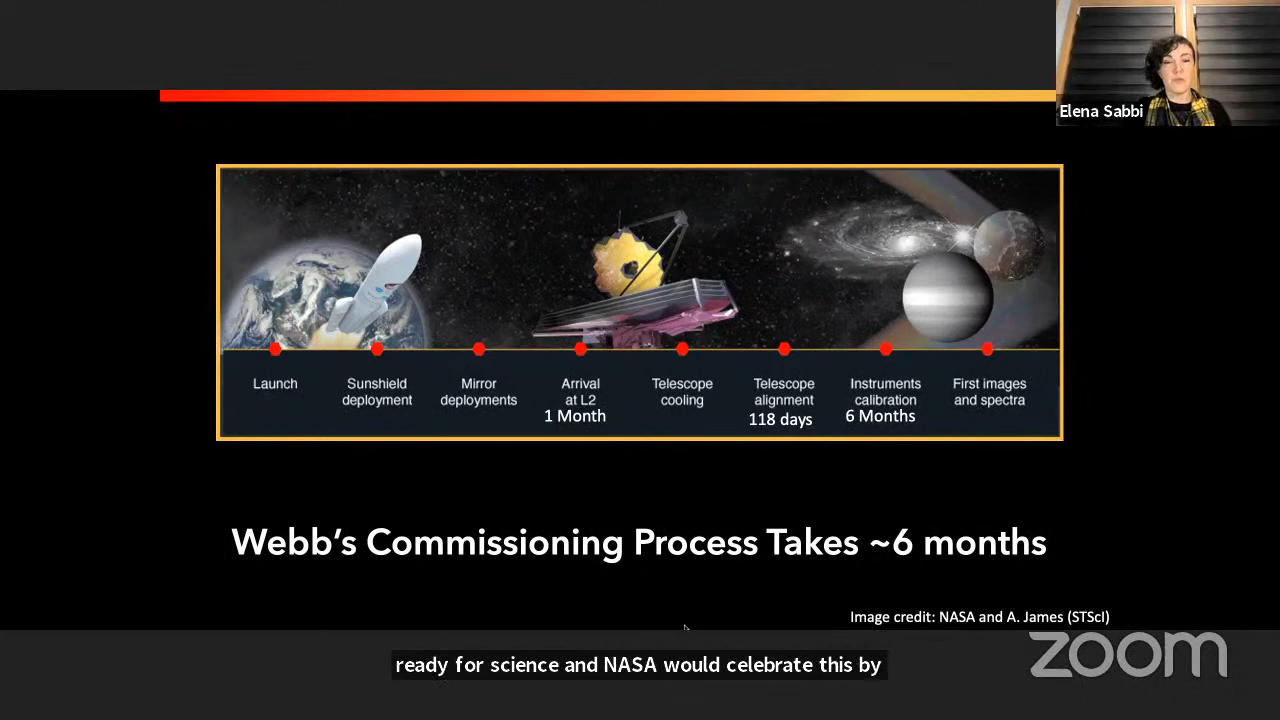 Elena Sabbi
Launch
Sunshield
deployment
Mirror
deployments
Arrival
at L2
1 Month
Telescope
cooling
Telescope
alignment
118 days
Instruments
calibration
6 Months
First images
and spectra
Webb’s Commissioning Process Takes ~6 months
Image credit: NASA and A. James (STScI)
ready for science and NASA would celebrate this by
zoom